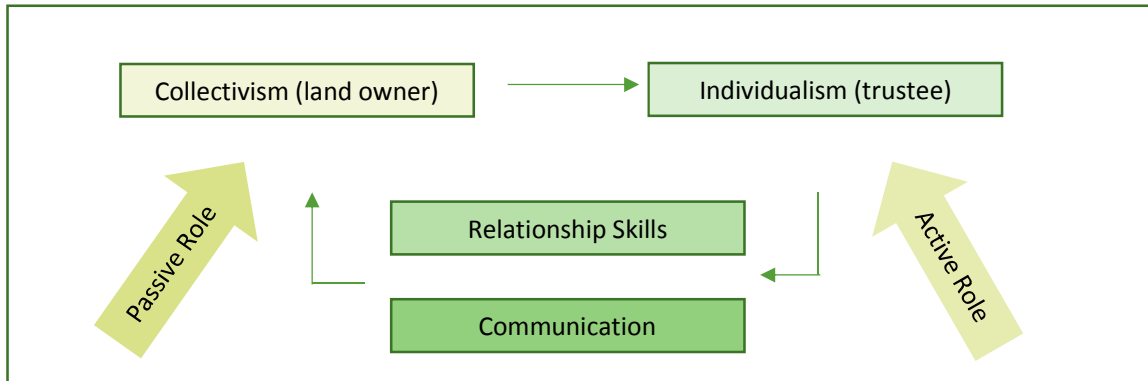 Collectivism (land owner)
Individualism (trustee)
Passive Role
Relationship Skills
Active Role
Communication